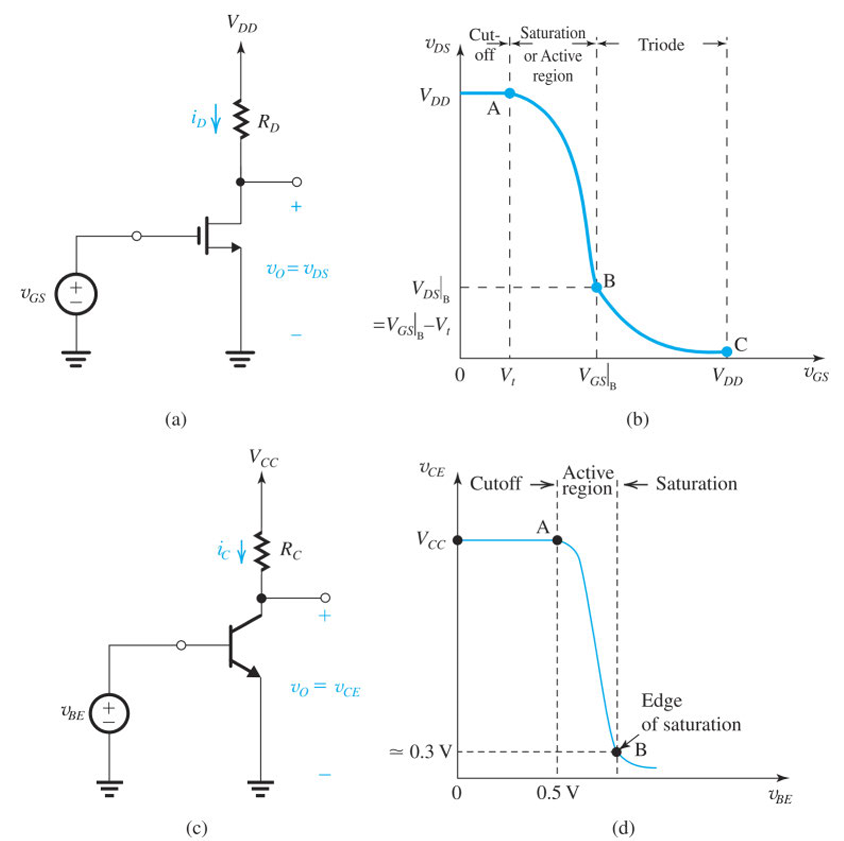 V_DD
i_D
R_D
+
v_O = v_DS
v_GS
+
−
−
(a)
v_DS
Cut-
off
Saturation
or Active
region
Triode
V_DD
A
V_DS|_B
=V_GS|_B−V_t
B
C
0
V_t
V_GS|_B
V_DD
v_GS
(b)
V_CC
i_C
R_C
+
v_O = v_CE
v_BE
+
−
−
(c)
v_CE
Cutoff
Active
region
Saturation
V_CC
A
Edge
of saturation
≃ 0.3 V
B
0
0.5 V
v_BE
(d)